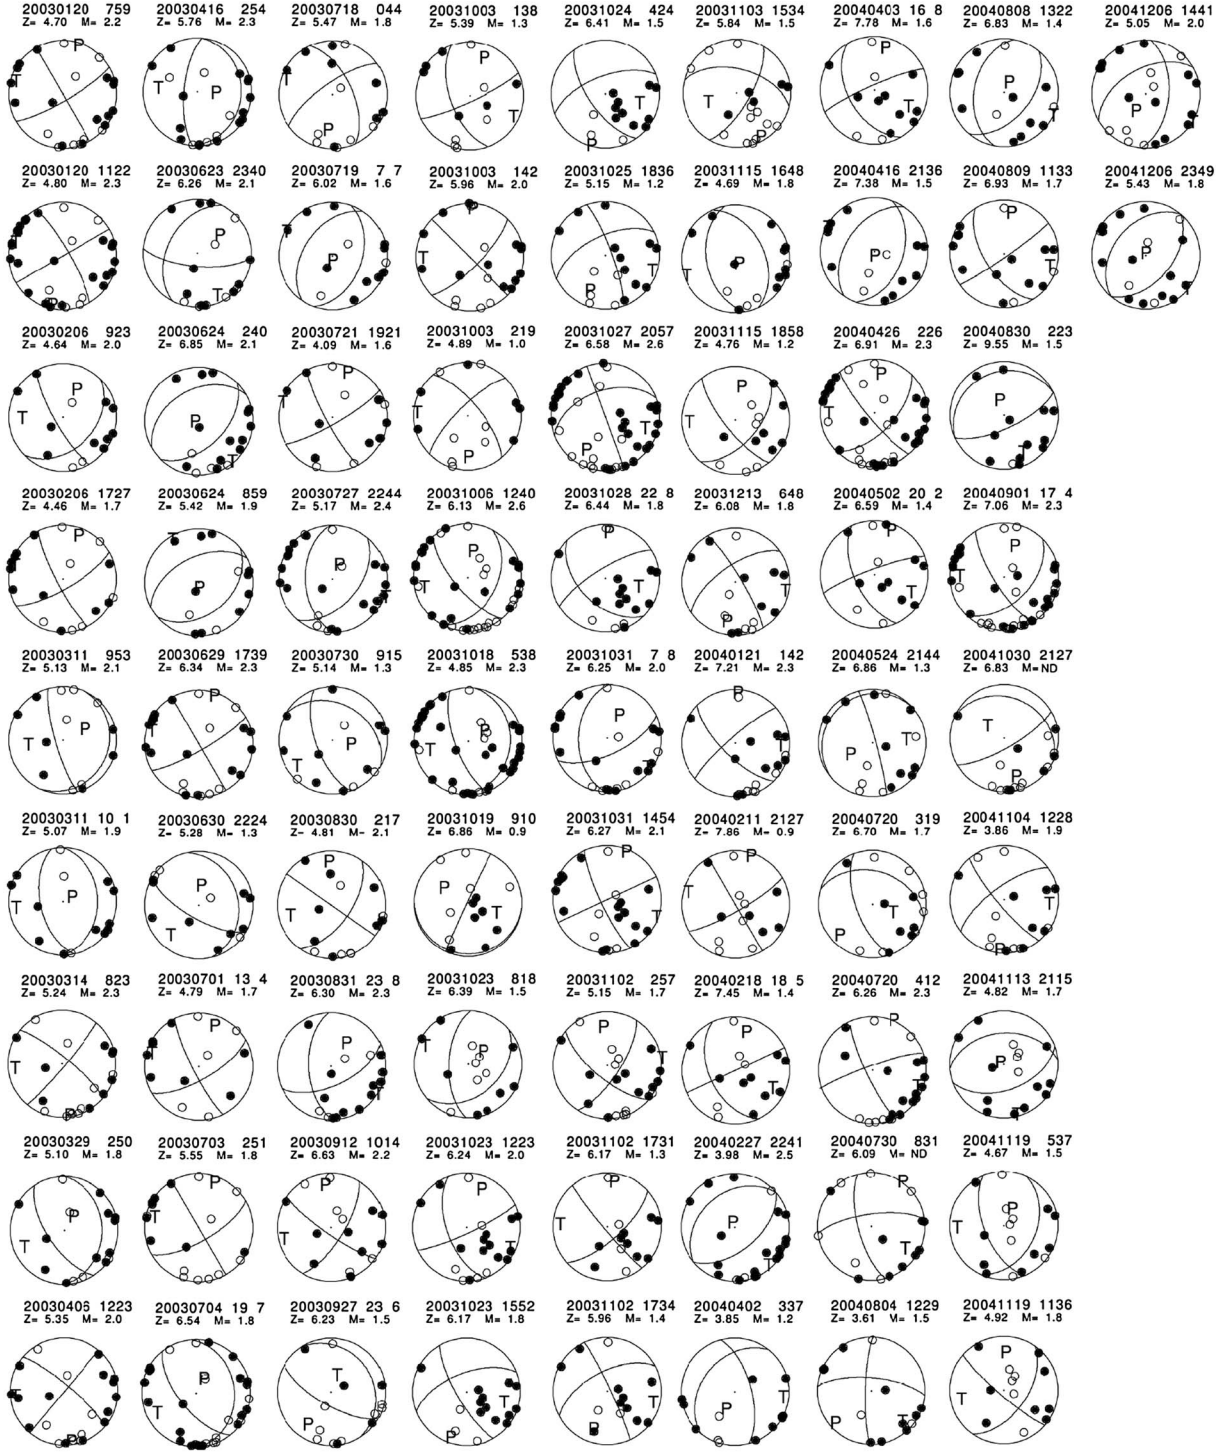 20030120 759 20030416 254 20030718 044 20031003 138 20031024 424 20031103 1534 20040403 16 8 20040808 1322 20041206 1441
Z= 4.70 M= 2.2 Z= 5.76 M= 2.3 Z= 5.47 M= 1.8 Z= 5.39 M= 1.3 Z= 6.41 M= 1.5 Z= 5.84 M= 1.5 Z= 7.78 M= 1.6 Z= 6.83 M= 1.4 Z= 5.05 M= 2.0
T P T P T P P T T P T P P T P T P T
20030120 1122 20030623 2340 20030719 7 7 20031003 142 20031025 1836 20031115 1648 20040416 2136 20040809 1133 20041206 2349
Z= 4.80 M= 2.3 Z= 6.26 M= 2.1 Z= 6.02 M= 1.6 Z= 5.96 M= 2.0 Z= 5.15 M= 1.2 Z= 4.69 M= 1.8 Z= 7.38 M= 1.5 Z= 6.93 M= 1.7 Z= 5.43 M= 1.8
T P P T T P T P P T T P T P P T P T
20030206 923 20030624 240 20030721 1921 20031003 219 20031027 2057 20031115 1858 20040426 226 20040830 223
Z= 4.64 M= 2.0 Z= 6.85 M= 2.1 Z= 4.09 M= 1.6 Z= 4.89 M= 1.0 Z= 6.58 M= 2.6 Z= 4.76 M= 1.2 Z= 6.91 M= 2.3 Z= 9.55 M= 1.5
T P P T T P T P P T T P T P P T
20030206 1727 20030624 859 20030727 2244 20031006 1240 20031028 22 8 20031213 648 20040502 20 2 20040901 17 4
Z= 4.46 M= 1.7 Z= 5.42 M= 1.9 Z= 5.17 M= 2.4 Z= 6.13 M= 2.6 Z= 6.44 M= 1.8 Z= 6.08 M= 1.8 Z= 6.59 M= 1.4 Z= 7.06 M= 2.3
T P T P P T T P P T P T P T T P
20030311 953 20030629 1739 20030730 915 20031018 538 20031031 7 8 20040121 142 20040524 2144 20041030 2127
Z= 5.13 M= 2.1 Z= 6.34 M= 2.3 Z= 5.14 M= 1.3 Z= 4.85 M= 2.3 Z= 6.25 M= 2.0 Z= 7.21 M= 2.3 Z= 6.86 M= 1.3 Z= 6.83 M= ND
T P T P T P T P P T P T P T T P
20030311 10 1 20030630 2224 20030830 217 20031019 910 20031031 1454 20040211 2127 20040720 319 20041104 1228
Z= 5.07 M= 1.9 Z= 5.28 M= 1.3 Z- 4.81 M- 2.1 Z= 6.86 M= 0.9 Z= 6.27 M= 2.1 Z= 7.86 M= 0.9 Z= 6.70 M= 1.7 Z= 3.86 M= 1.9
T P T P T P P T P T T P P T P T
20030314 823 20030701 13 4 20030831 23 8 20031023 818 20031102 257 20040218 18 5 20040720 412 20041113 2115
Z= 5.24 M= 2.3 Z= 4.79 M= 1.7 Z= 6.30 M= 2.3 Z= 6.39 M= 1.5 Z= 5.15 M= 1.7 Z= 7.45 M= 1.4 Z= 6.26 M= 2.3 Z= 4.82 M= 1.7
T P T P P T T P P T P T P T P T
20030329 250 20030703 251 20030912 1014 20031023 1223 20031102 1731 20040227 2241 20040730 831 20041119 537
Z= 5.10 M= 1.8 Z= 5.55 M= 1.8 Z= 6.63 M= 2.2 Z= 6.24 M= 2.0 Z= 6.17 M= 1.3 Z= 3.98 M= 2.5 Z= 6.09 M= ND Z= 4.67 M= 1.5
T P T P T P P T T P P T P T T P
20030406 1223 20030704 19 7 20030927 23 6 20031023 1552 20031102 1734 20040402 337 20040804 1229 20041119 1136
Z= 5.35 M= 2.0 Z= 6.54 M= 1.8 Z= 6.23 M= 1.5 Z= 6.17 M= 1.8 Z= 5.96 M= 1.4 Z= 3.85 M= 1.2 Z= 3.61 M= 1.5 Z= 4.92 M= 1.8
T P T P T P P T P T P T P T T P